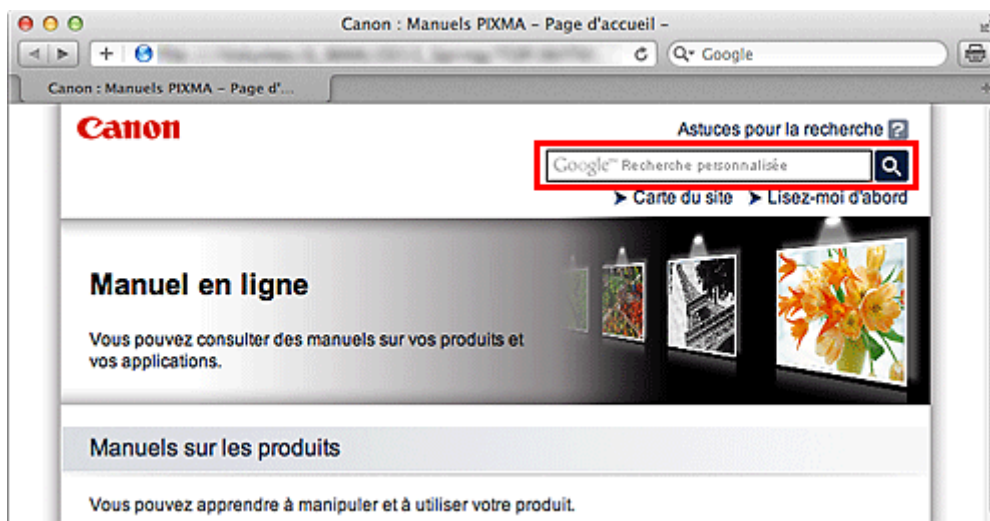 Canon : Manuels PIXMA – Page d'accueil –
Google
Canon : Manuels PIXMA – Page d'...
Canon
Astuces pour la recherche ?
Google™ Recherche personnalisée
Carte du site
Lisez-moi d'abord
Manuel en ligne
Vous pouvez consulter des manuels sur vos produits et
vos applications.
Manuels sur les produits
Vous pouvez apprendre à manipuler et à utiliser votre produit.